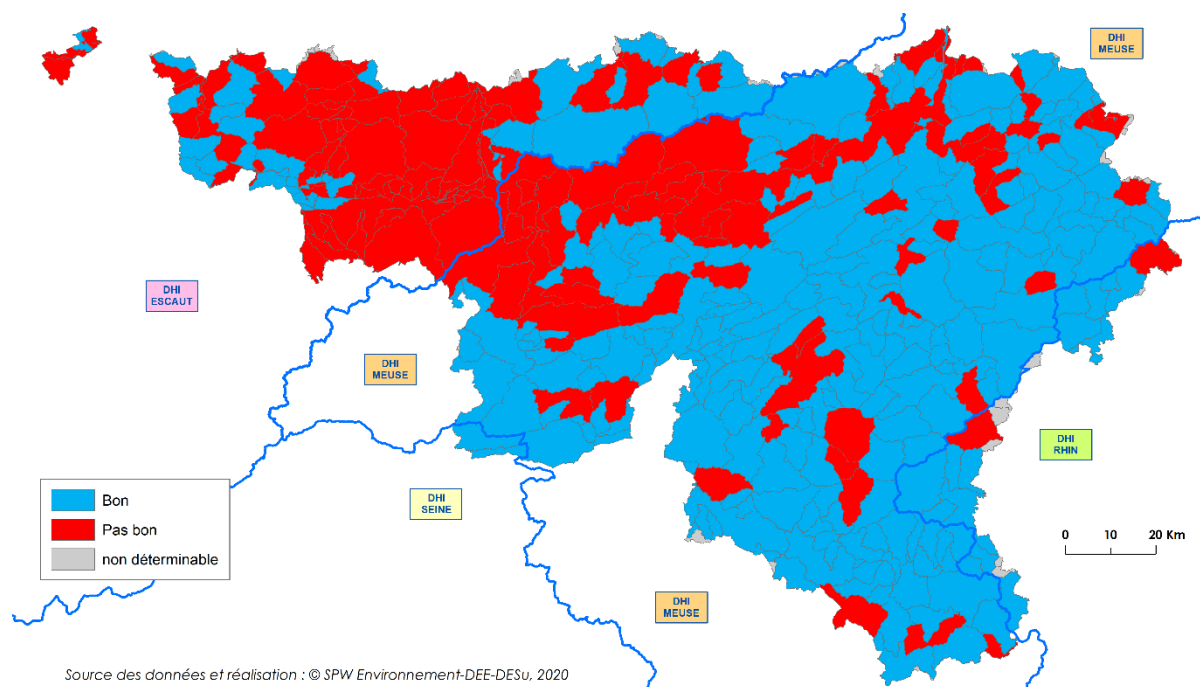 DHI
MEUSE
DHI
ESCAUT
DHI
MEUSE
DHI
RHIN
DHI
SEINE
Bon
Pas bon
non déterminable
0 10 20 Km
DHI
MEUSE
Source des données et réalisation : © SPW Environnement-DEE-DESu, 2020